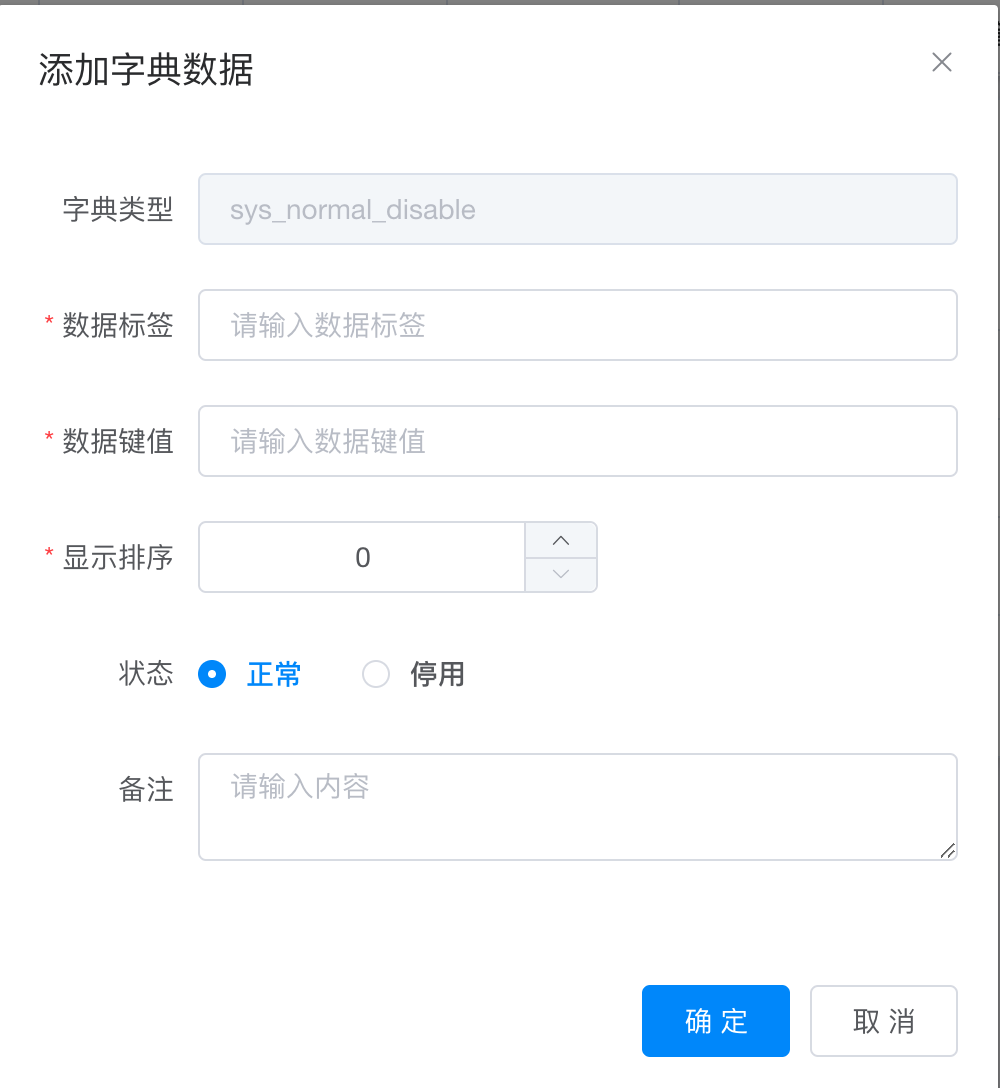 添加字典数据
字典类型 sys_normal_disable
* 数据标签 请输入数据标签
* 数据键值 请输入数据键值
* 显示排序 0
状态 正常 停用
备注 请输入内容
确 定 取 消